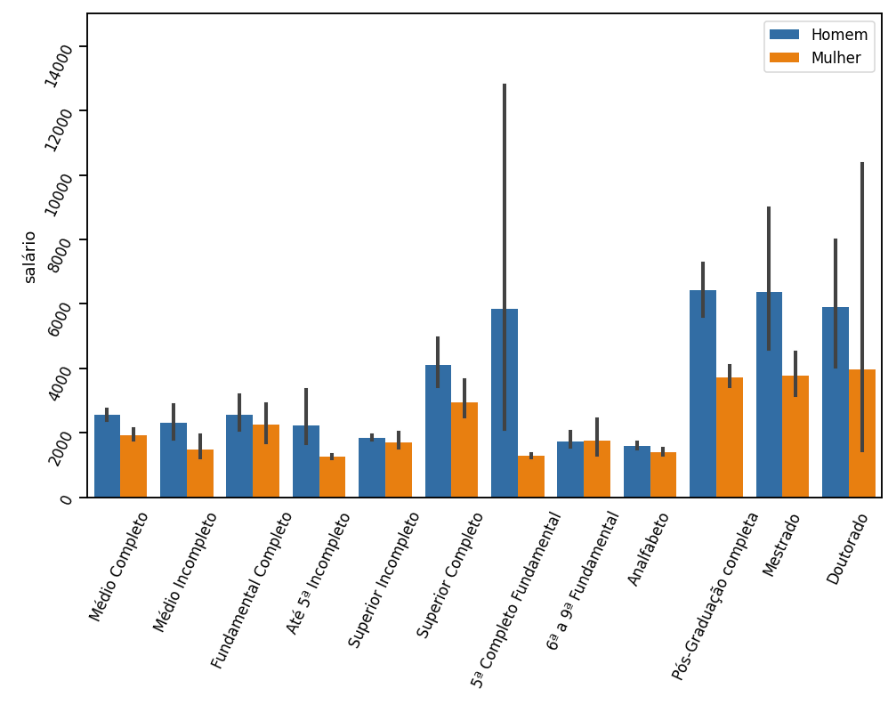 Homem
Mulher
salário
14000
12000
10000
8000
6000
4000
2000
0
Médio Completo
Médio Incompleto
Fundamental Completo
Até 5ª Incompleto
Superior Incompleto
Superior Completo
5ª Completo Fundamental
6ª a 9ª Fundamental
Analfabeto
Pós-Graduação completa
Mestrado
Doutorado